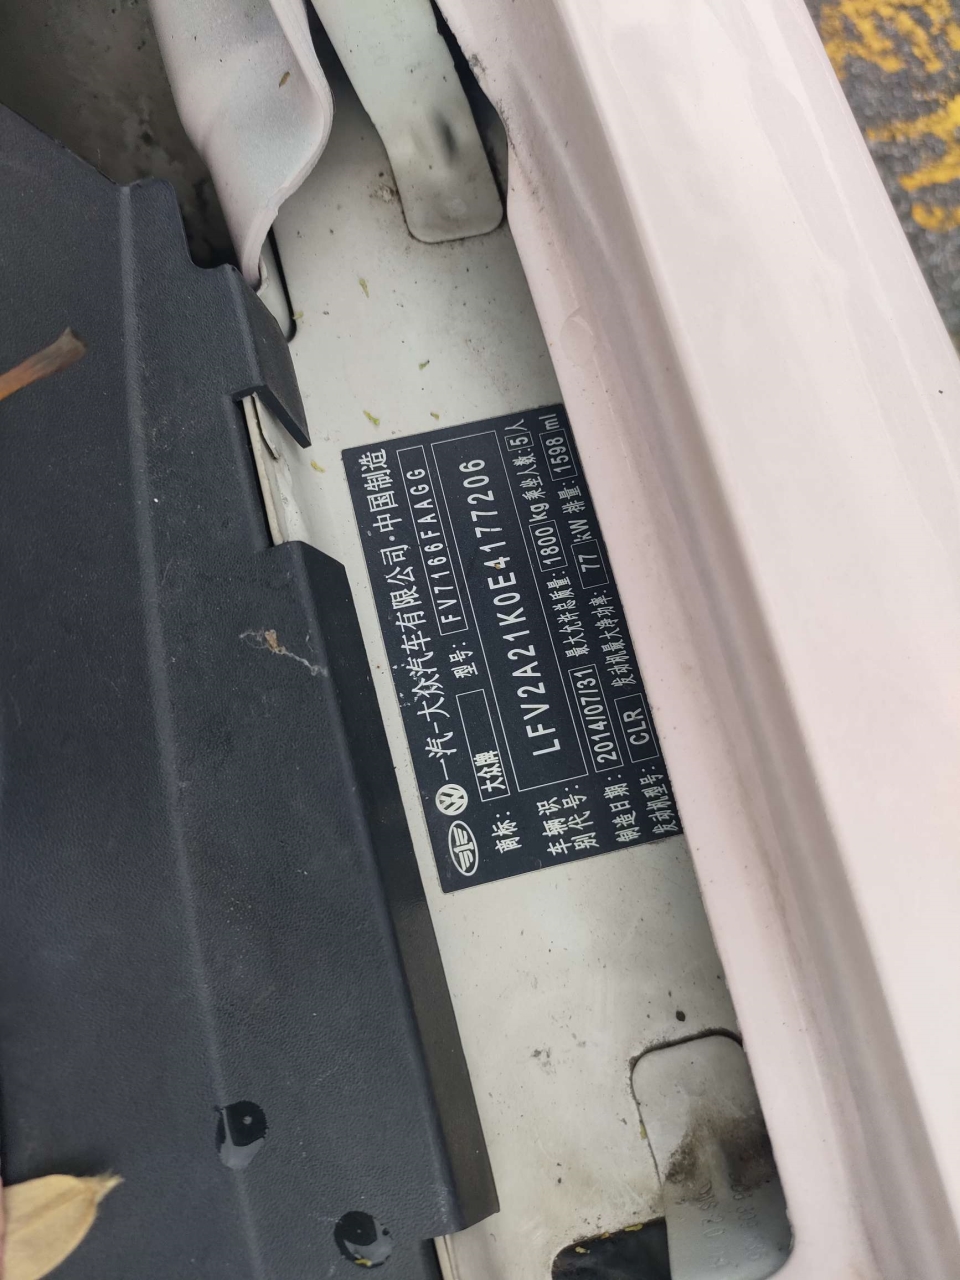 一汽-大众汽车有限公司·中国制造
商标: 大众牌 型号: FV7166FAAGG
车辆识别代号: LFV2A21K0E4177206
制造日期: 2014/07/31 最大允许总质量: 1800 kg 乘坐人数: 5 人
发动机型号: CLR 发动机最大净功率: 77 kW 排量: 1598 ml